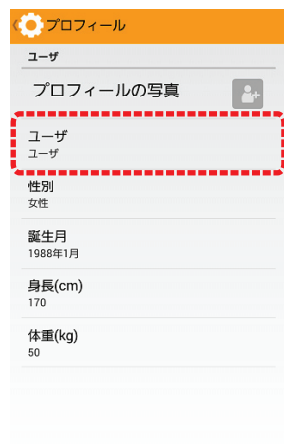 プロフィール
ユーザ
プロフィールの写真
ユーザ
ユーザ
性別
女性
誕生月
1988年1月
身長(cm)
170
体重(kg)
50